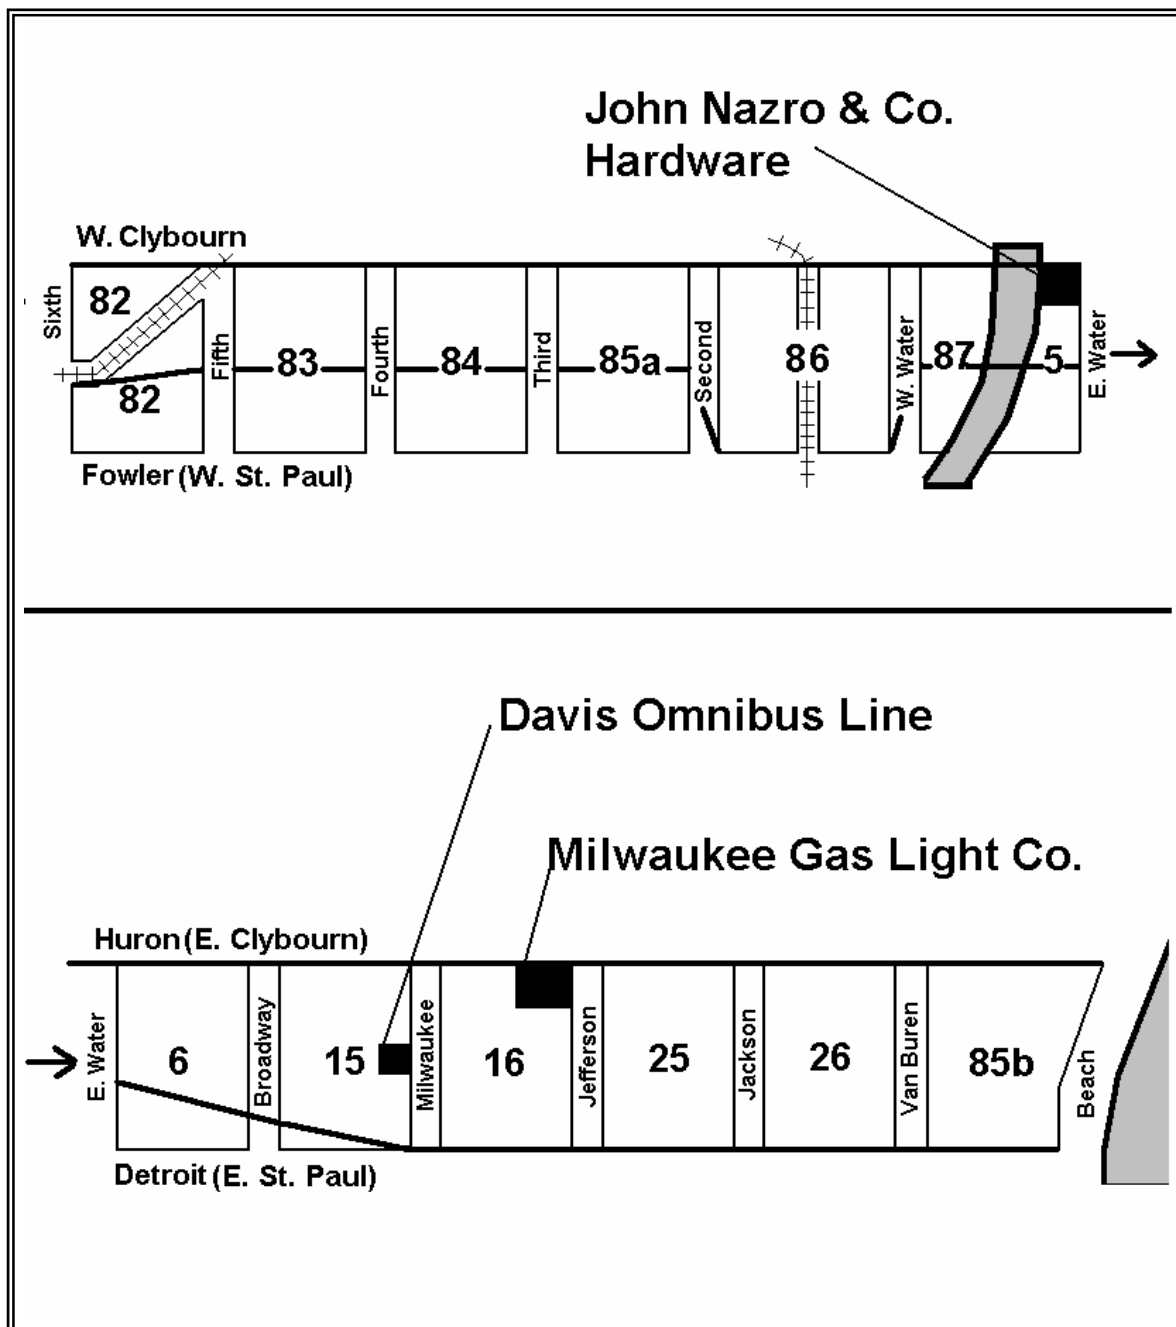 John Nazro & Co.
Hardware
W. Clybourn
Sixth
82
82
Fifth
83
Fourth
84
Third
85a
Second
86
W. Water
87
5
E. Water
Fowler (W. St. Paul)
Davis Omnibus Line
Milwaukee Gas Light Co.
Huron (E. Clybourn)
E. Water
6
Broadway
15
Milwaukee
16
Jefferson
25
Jackson
26
Van Buren
85b
Beach
Detroit (E. St. Paul)